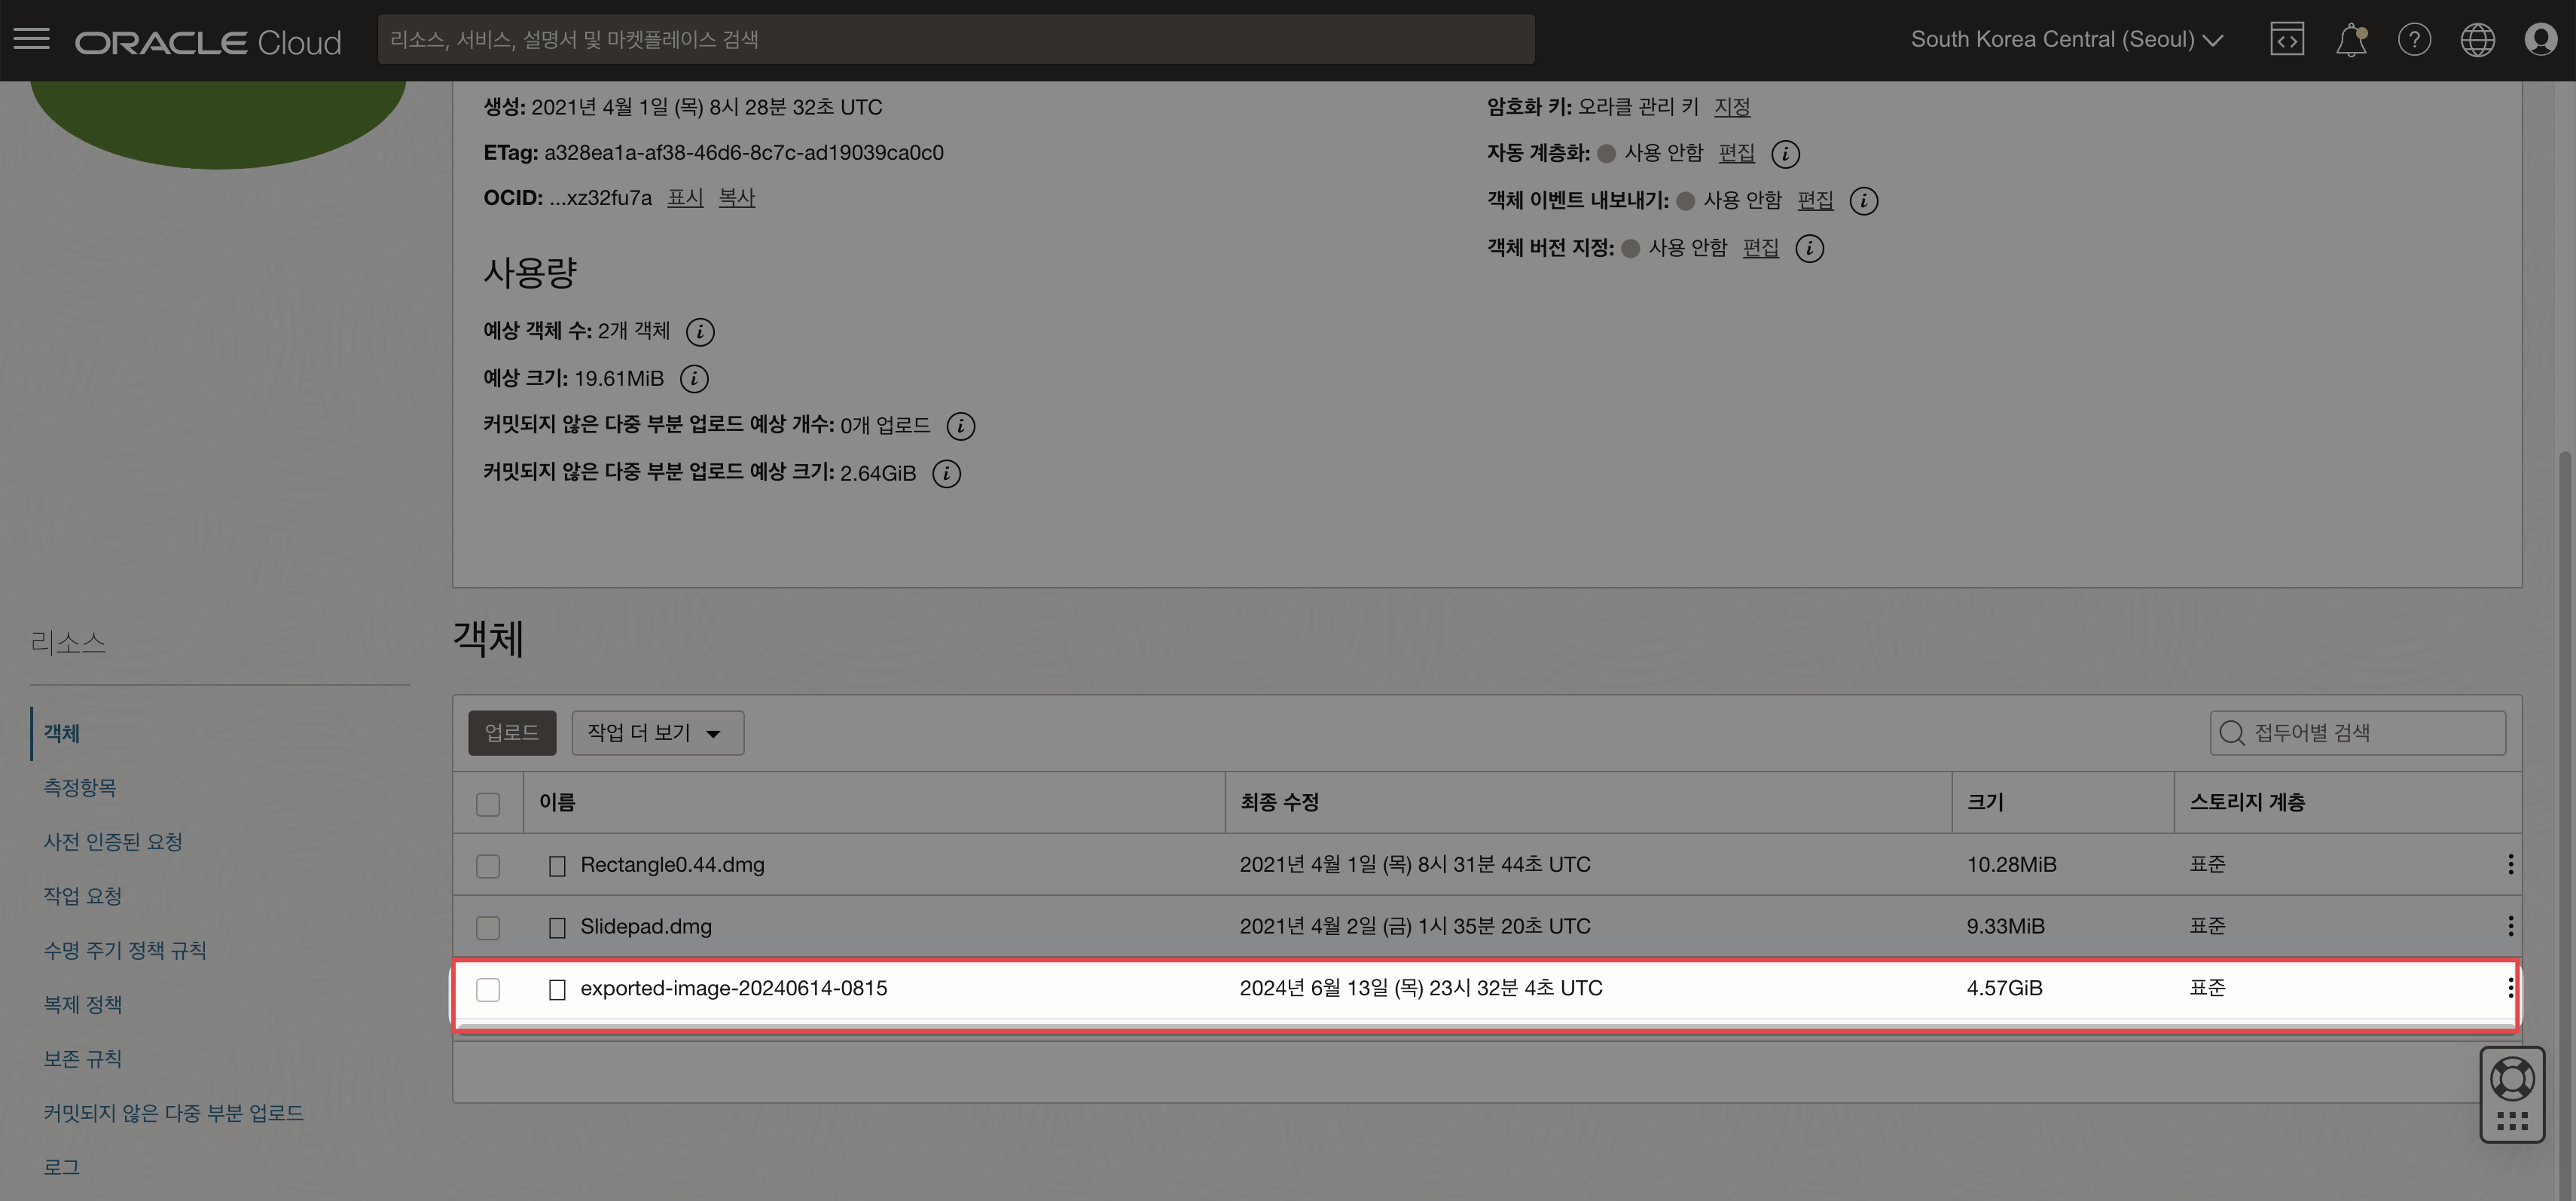 ORACLE Cloud
리소스, 서비스, 설명서 및 마켓플레이스 검색
South Korea Central (Seoul)
생성: 2021년 4월 1일 (목) 8시 28분 32초 UTC
ETag: a328ea1a-af38-46d6-8c7c-ad19039ca0c0
OCID: ...xz32fu7a 표시 복사
암호화 키: 오라클 관리 키 지정
자동 계층화: 사용 안함 편집
객체 이벤트 내보내기: 사용 안함 편집
객체 버전 지정: 사용 안함 편집
사용량
예상 객체 수: 2개 객체
예상 크기: 19.61MiB
커밋되지 않은 다중 부분 업로드 예상 개수: 0개 업로드
커밋되지 않은 다중 부분 업로드 예상 크기: 2.64GiB
리소스
객체
측정항목
사전 인증된 요청
작업 요청
수명 주기 정책 규칙
복제 정책
보존 규칙
커밋되지 않은 다중 부분 업로드
로그
객체
업로드 작업 더 보기 접두어별 검색
이름 최종 수정 크기 스토리지 계층
Rectangle0.44.dmg 2021년 4월 1일 (목) 8시 31분 44초 UTC 10.28MiB 표준
Slidepad.dmg 2021년 4월 2일 (금) 1시 35분 20초 UTC 9.33MiB 표준
exported-image-20240614-0815 2024년 6월 13일 (목) 23시 32분 4초 UTC 4.57GiB 표준